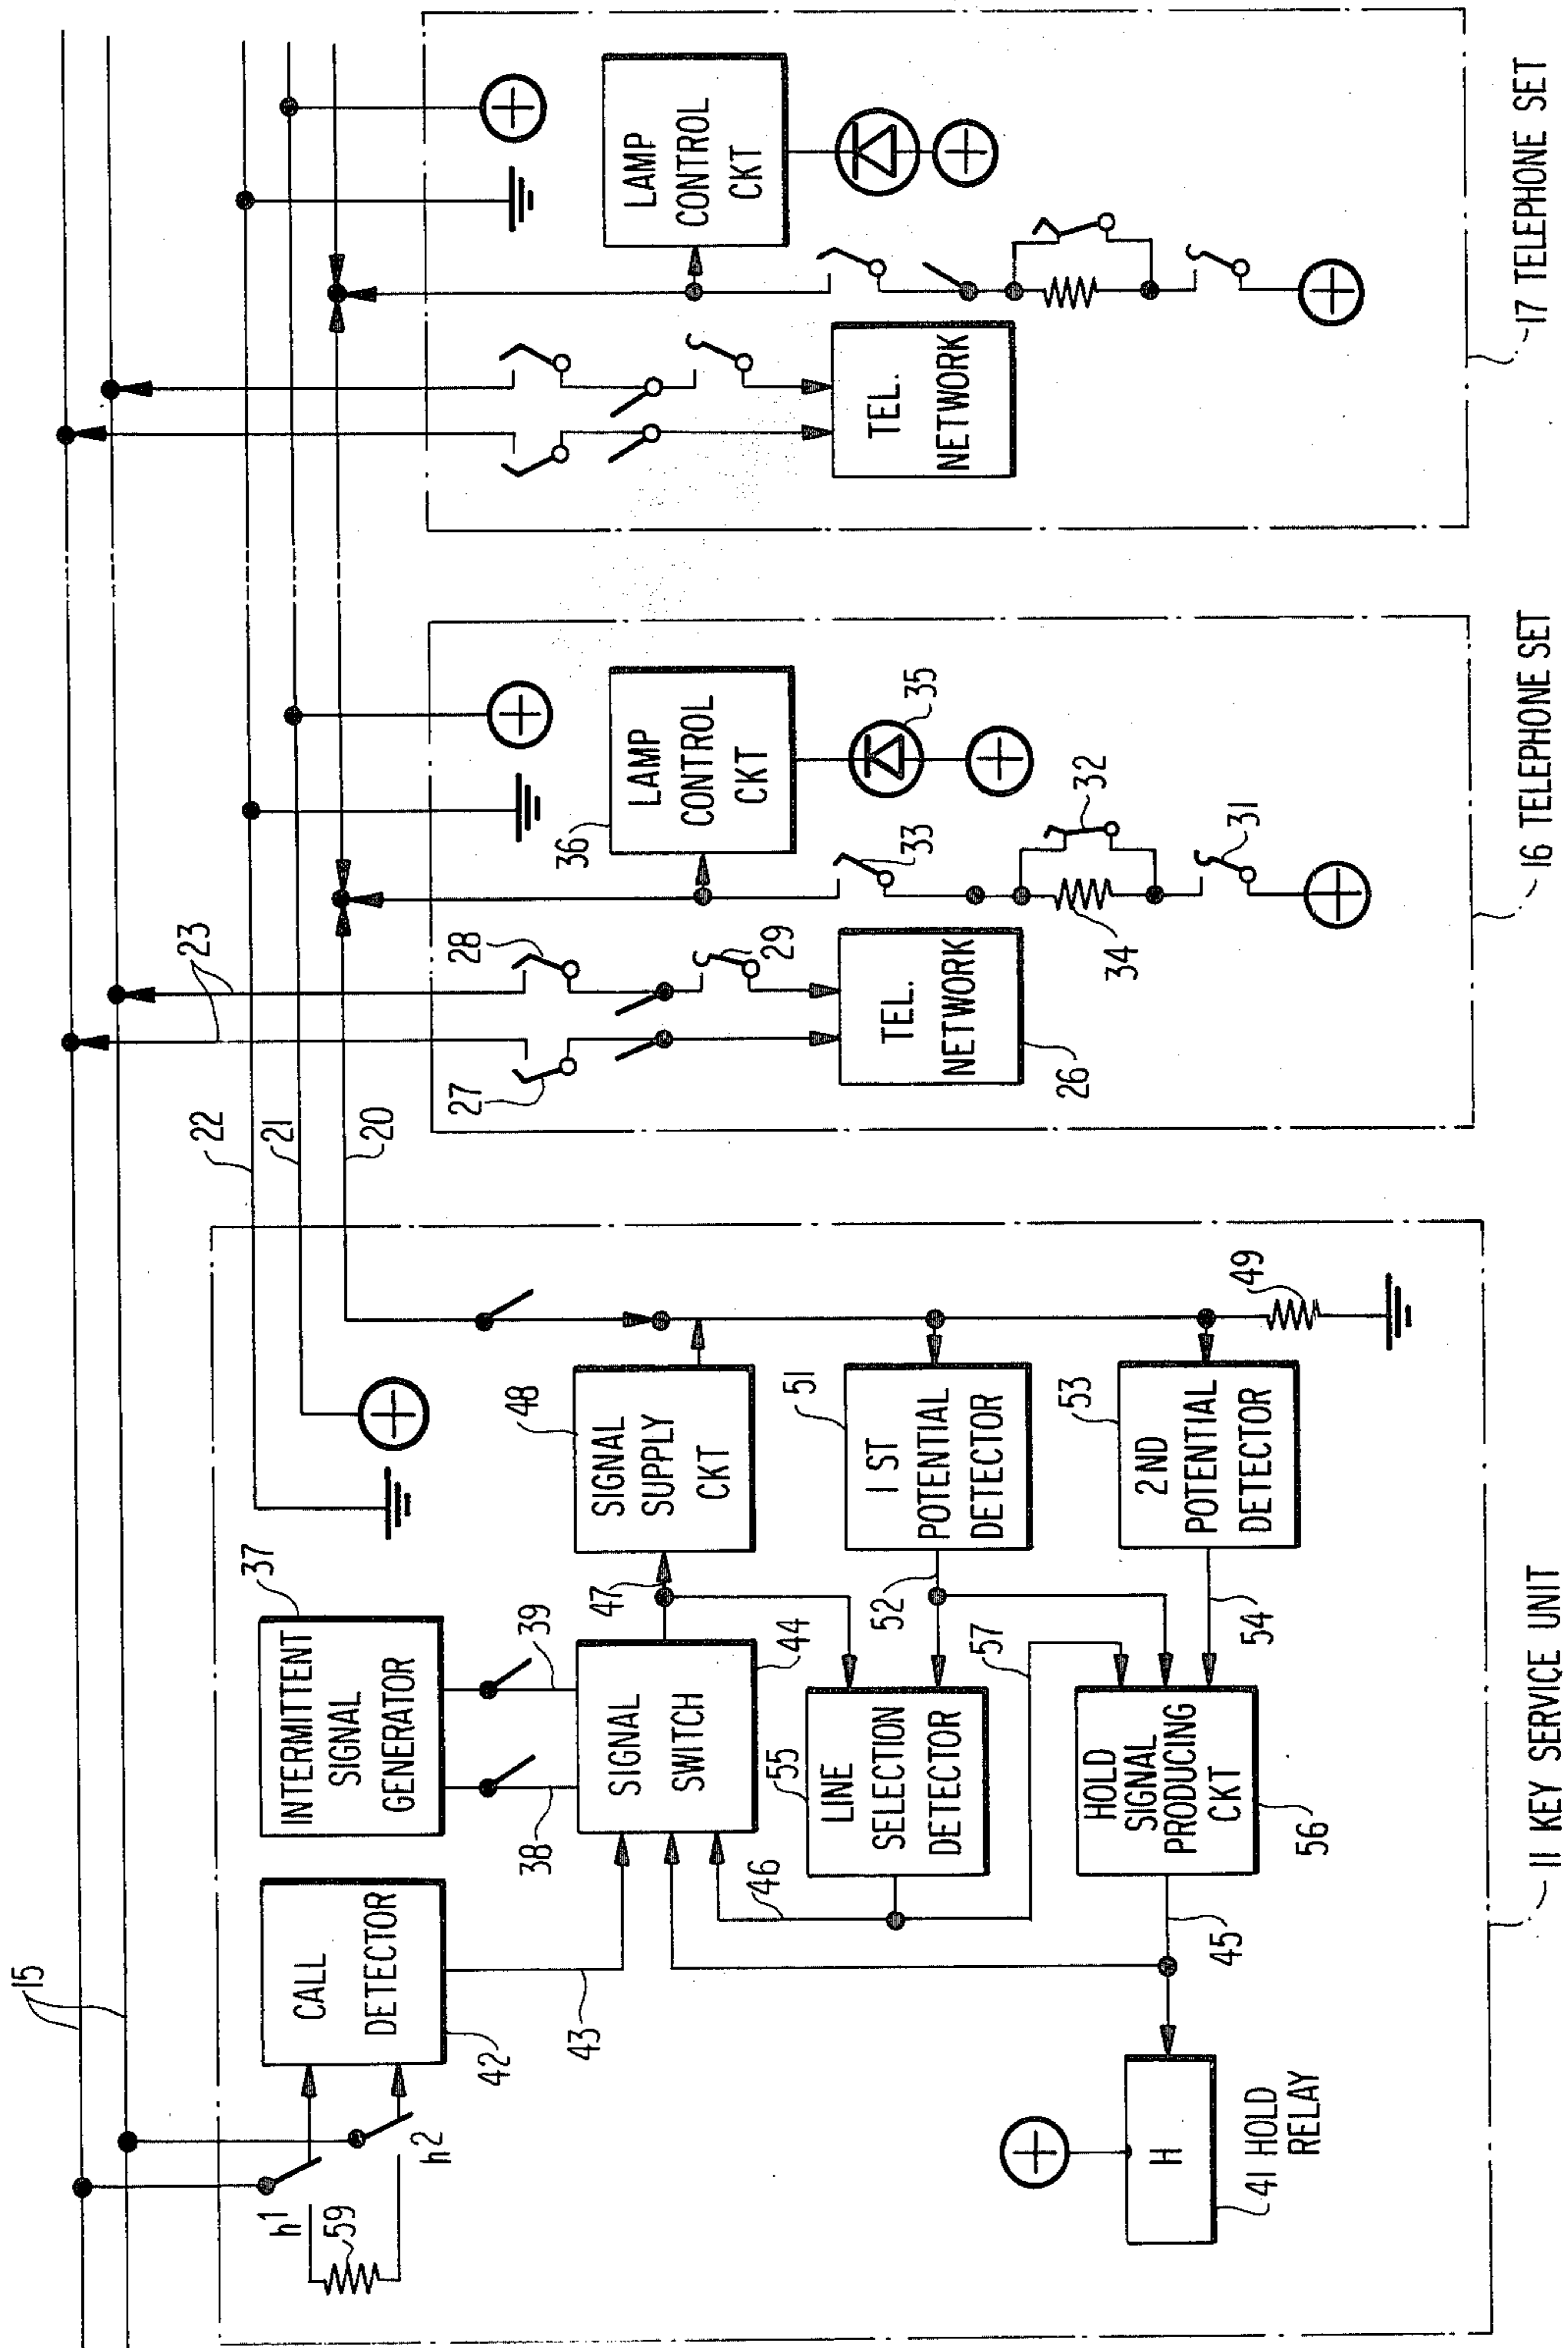 15
h1
h2
59
CALL
DETECTOR
42
43
INTERMITTENT
SIGNAL
GENERATOR
37
38
39
SIGNAL
SWITCH
44
46
47
SIGNAL
SUPPLY
CKT
48
1 ST
POTENTIAL
DETECTOR
51
52
2ND
POTENTIAL
DETECTOR
53
54
49
LINE
SELECTION
DETECTOR
55
57
HOLD
SIGNAL
PRODUCING
CKT
56
45
H
41 HOLD
RELAY
11 KEY SERVICE UNIT
22
21
20
23
27
28
29
TEL.
NETWORK
26
LAMP
CONTROL
CKT
36
35
33
32
31
34
16 TELEPHONE SET
LAMP
CONTROL
CKT
TEL.
NETWORK
17 TELEPHONE SET